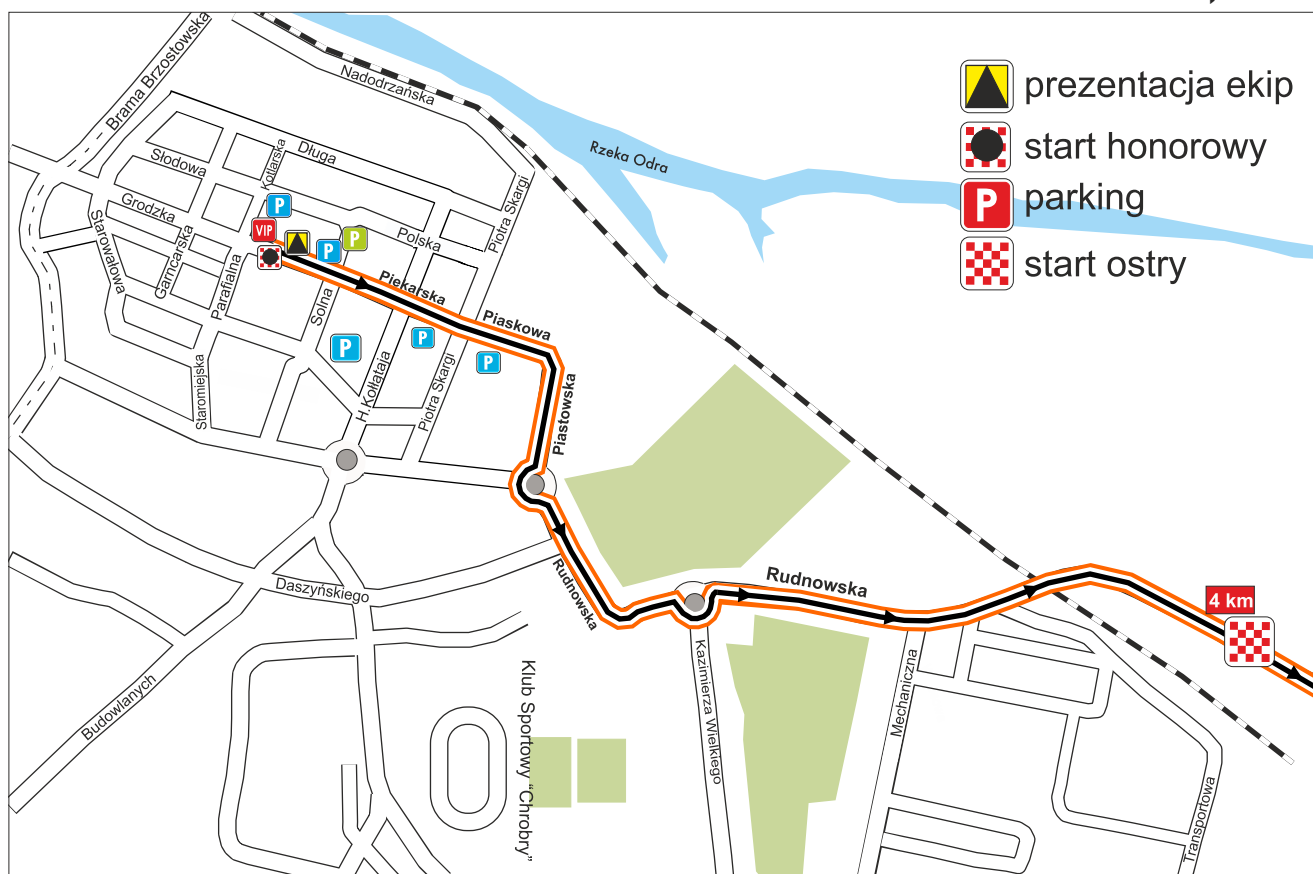 prezentacja ekip
start honorowy
P parking
start ostry
Brama Brzostowska
Nadodrzańska
Rzeka Odra
Kotlarska
Długa
Słodowa
Piotra Skargi
Grodzka
P
VIP
P
P
Polska
Starowałowa
Garncarska
Parafialna
Piekarska
Solna
Piaskowa
P
P
P
H.Kołłataja
Piotra Skargi
Staromiejska
Piastowska
Rudnowska
Rudnowska
Daszyńskiego
4 km
Budowlanych
Klub Sportowy "Chrobry"
Kazimierza Wielkiego
Mechaniczna
Transportowa